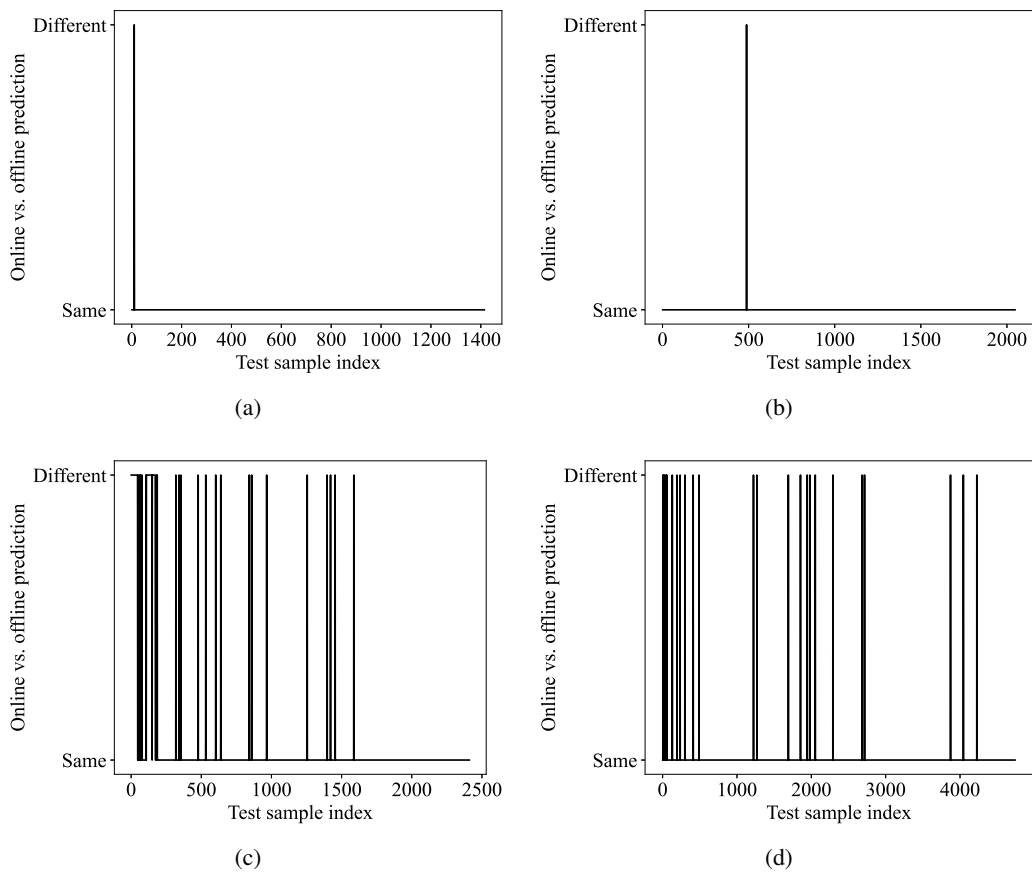 Different
Online vs. offline prediction
Same
0 200 400 600 800 1000 1200 1400
Test sample index
(a)
Different
Online vs. offline prediction
Same
0 500 1000 1500 2000
Test sample index
(b)
Different
Online vs. offline prediction
Same
0 500 1000 1500 2000 2500
Test sample index
(c)
Different
Online vs. offline prediction
Same
0 1000 2000 3000 4000
Test sample index
(d)